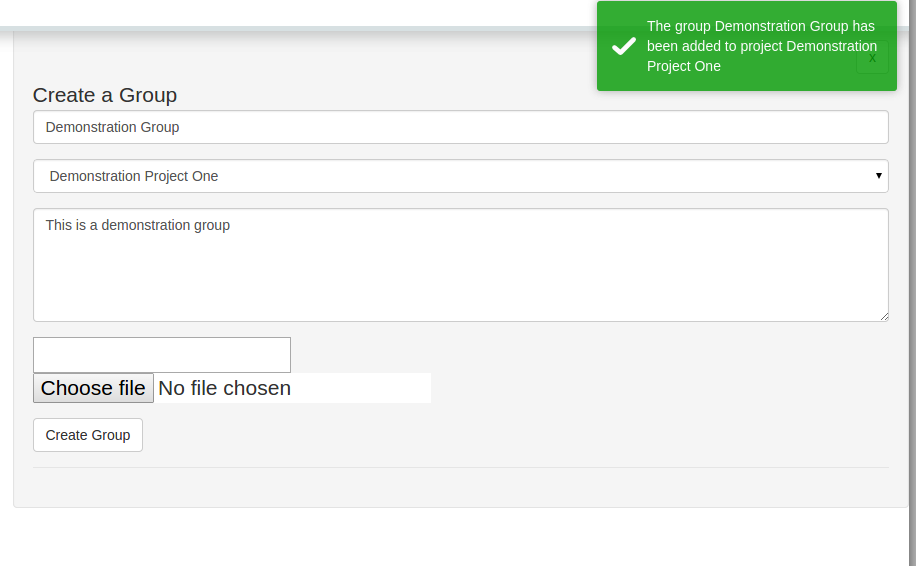 The group Demonstration Group has
been added to project Demonstration
Project One
x
Create a Group
Demonstration Group
Demonstration Project One
This is a demonstration group
Choose file No file chosen
Create Group